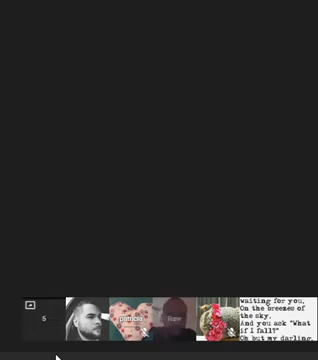 5
patricia
waiting for you,
On the breezes of
the sky,
And you ask "What
if I fall?"
Oh but my darling,